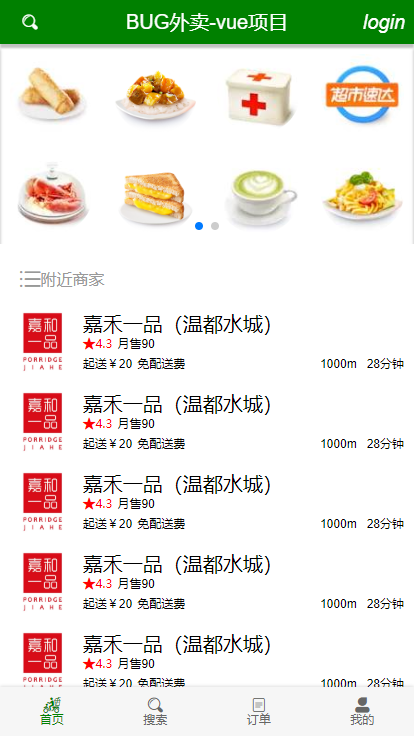 BUG外卖-vue项目
login
超市速达
附近商家
嘉和一品
PORRIDGE
JIAHE
嘉禾一品（温都水城）
★4.3 月售90
起送￥20 免配送费 1000m 28分钟
嘉和一品
PORRIDGE
JIAHE
嘉禾一品（温都水城）
★4.3 月售90
起送￥20 免配送费 1000m 28分钟
嘉和一品
PORRIDGE
JIAHE
嘉禾一品（温都水城）
★4.3 月售90
起送￥20 免配送费 1000m 28分钟
嘉和一品
PORRIDGE
JIAHE
嘉禾一品（温都水城）
★4.3 月售90
起送￥20 免配送费 1000m 28分钟
嘉和一品
PORRIDGE
嘉禾一品（温都水城）
★4.3 月售90
起送￥20 免配送费 1000m 28分钟
首页
搜索
订单
我的